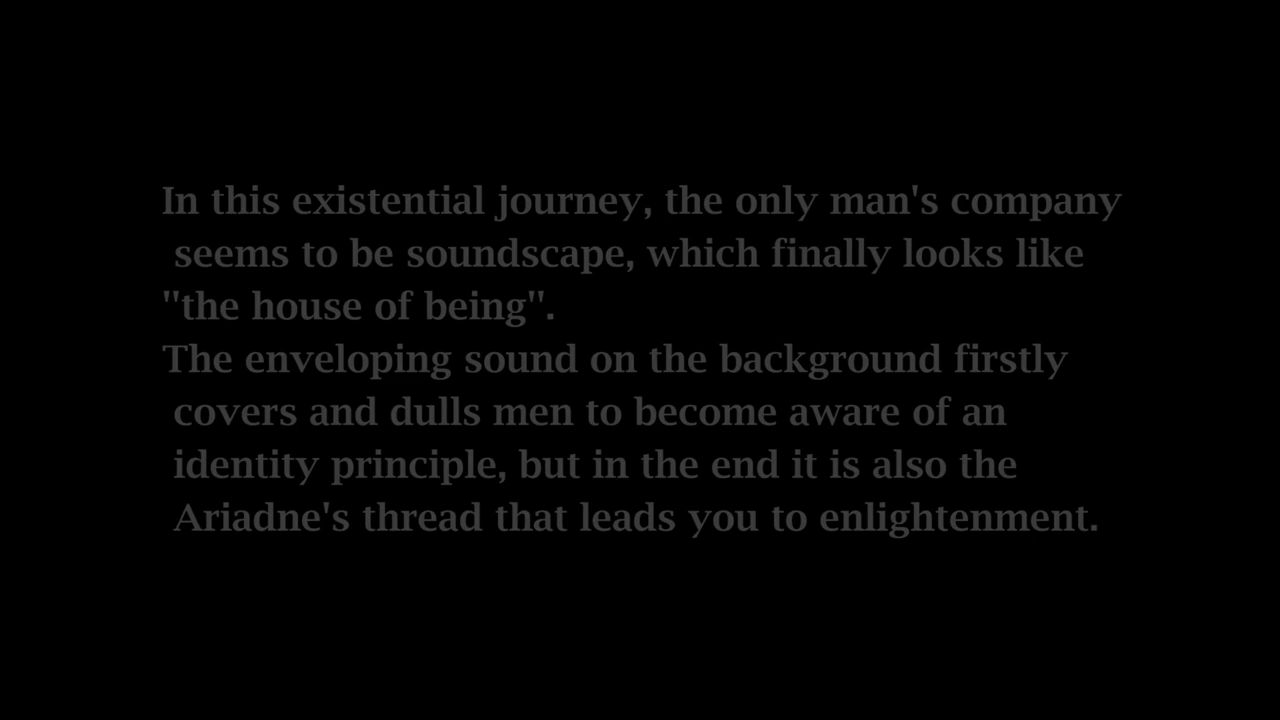 In this existential journey, the only man's company
seems to be soundscape, which finally looks like
"the house of being".
The enveloping sound on the background firstly
covers and dulls men to become aware of an
identity principle, but in the end it is also the
Ariadne's thread that leads you to enlightenment.